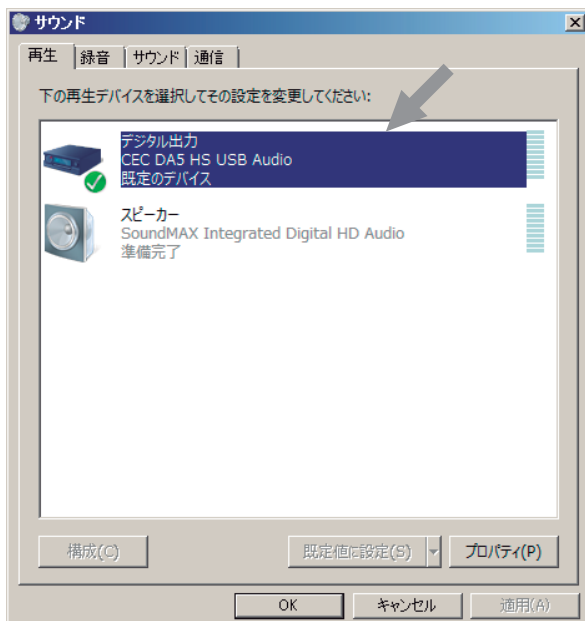 サウンド
再生
録音
サウンド
通信
下の再生デバイスを選択してその設定を変更してください:
デジタル出力
CEC DA5 HS USB Audio
既定のデバイス
スピーカー
SoundMAX Integrated Digital HD Audio
準備完了
構成(C)
既定値に設定(S)
プロパティ(P)
OK
キャンセル
適用(A)